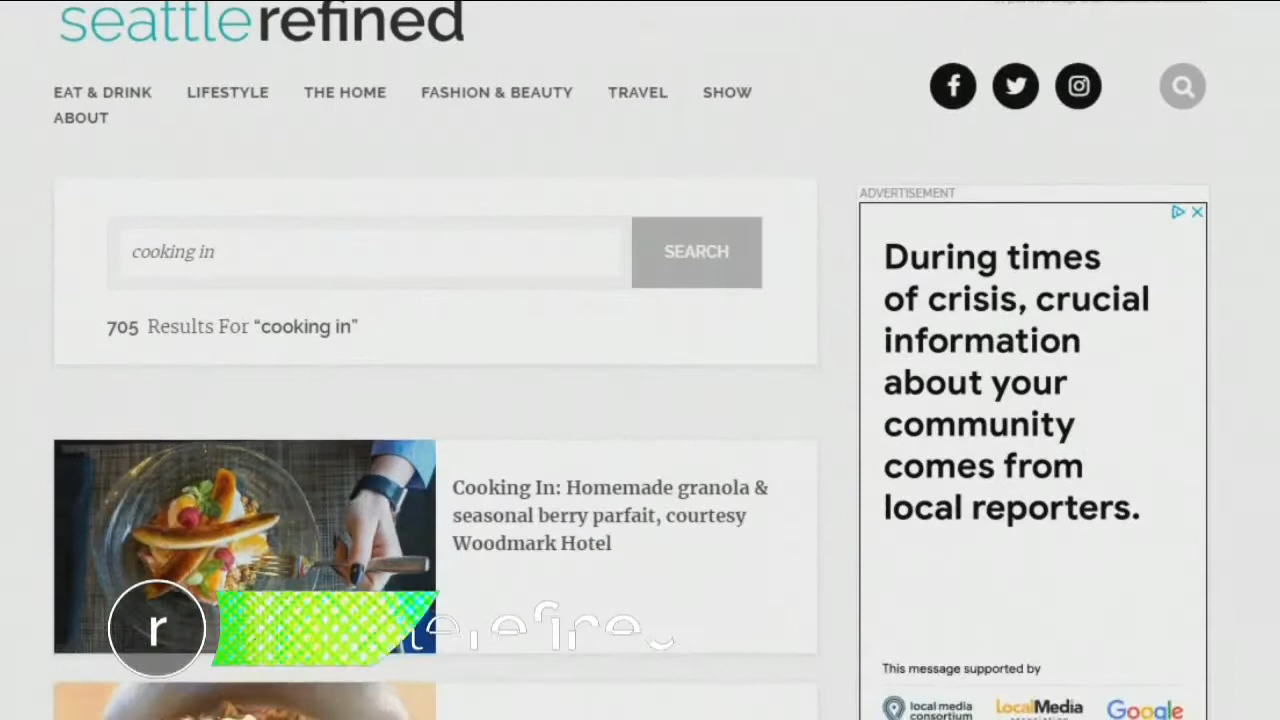 seattlerefined
EAT & DRINK LIFESTYLE THE HOME FASHION & BEAUTY TRAVEL SHOW
ABOUT
cooking in SEARCH
705 Results For “cooking in”
Cooking In: Homemade granola &
seasonal berry parfait, courtesy
Woodmark Hotel
r
ADVERTISEMENT
During times
of crisis, crucial
information
about your
community
comes from
local reporters.
This message supported by
local media
consortium
LocalMedia
association
Google